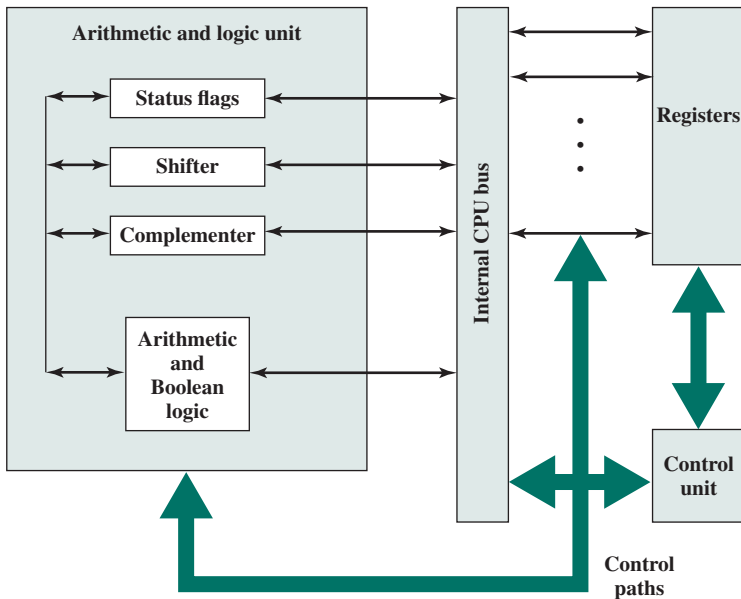 Arithmetic and logic unit
Status flags
Shifter
Complementer
Arithmetic
and
Boolean
logic
Internal CPU bus
Registers
Control
unit
Control
paths